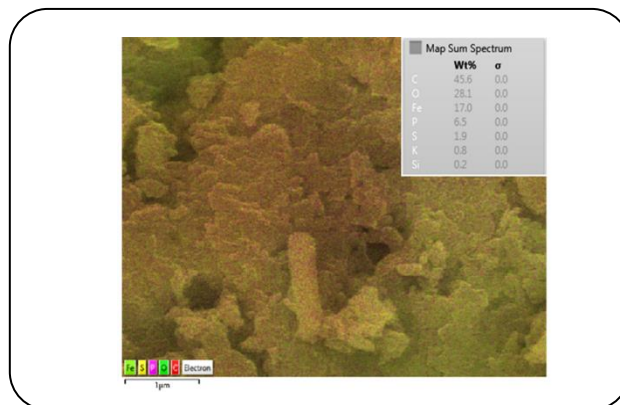 Map Sum Spectrum
Wt% σ
C 45.6 0.0
O 28.1 0.0
Fe 17.0 0.0
P 6.5 0.0
S 1.9 0.0
K 0.8 0.0
Si 0.2 0.0
Fe S P O C Electron
1μm